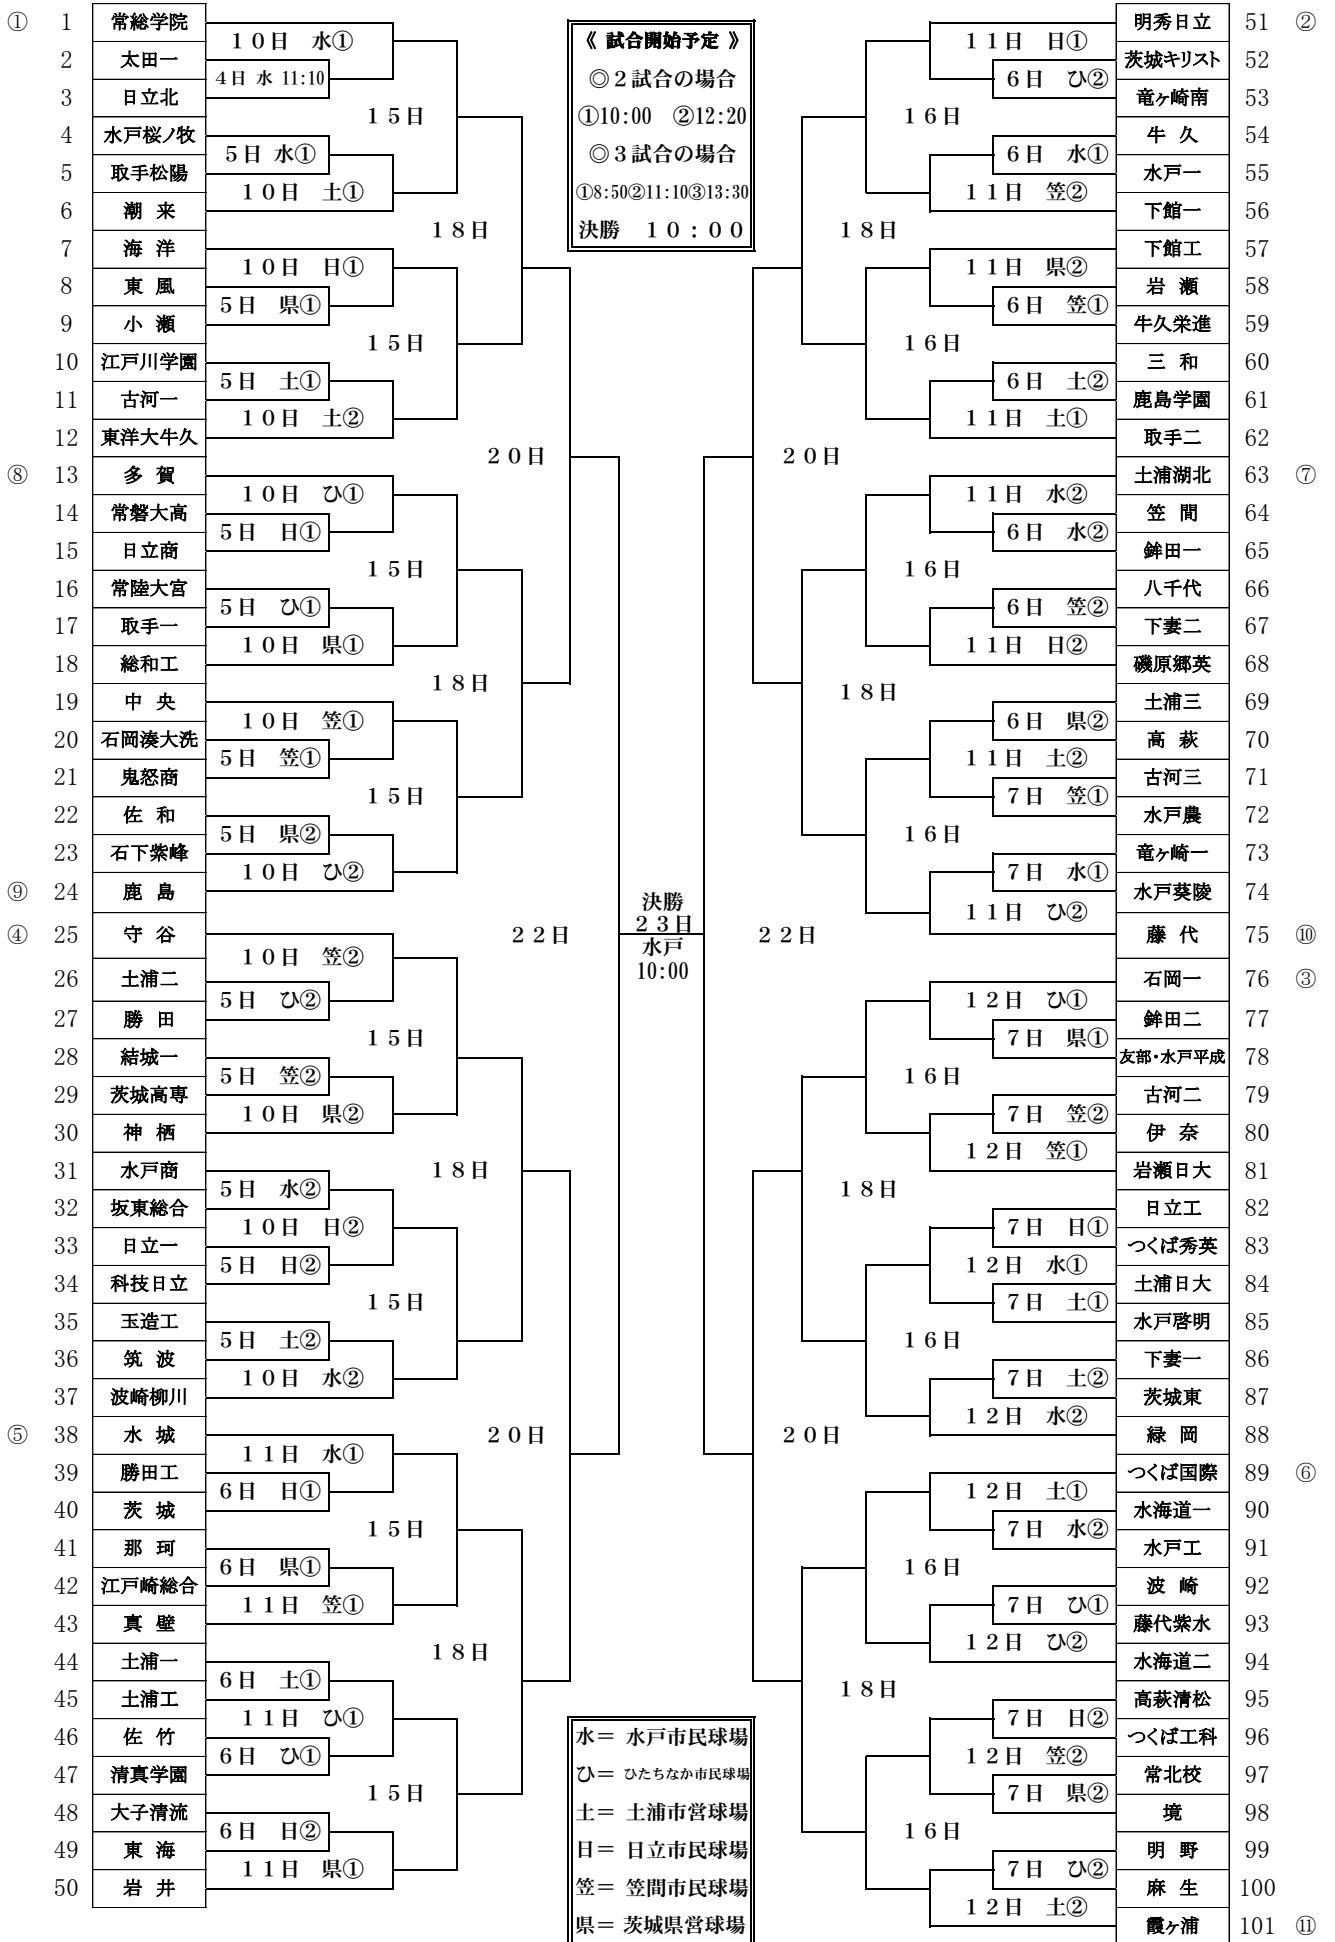 ① 1 常総学院
10日 水①
2 太田一
4日 水 11:10
3 日立北
15日
4 水戸桜ノ牧
5日 水①
5 取手松陽
10日 土①
6 潮来
18日
7 海洋
10日 日①
8 東風
5日 県①
9 小瀬
15日
10 江戸川学園
5日 土①
11 古河一
10日 土②
12 東洋大牛久
20日
⑧ 13 多賀
10日 ひ①
14 常磐大高
5日 日①
15 日立商
15日
16 常陸大宮
5日 ひ①
17 取手一
10日 県①
18 総和工
18日
19 中央
10日 笠①
20 石岡湊大洗
5日 笠①
21 鬼怒商
15日
22 佐和
5日 県②
23 石下紫峰
10日 ひ②
⑨ 24 鹿島
22日
④ 25 守谷
10日 笠②
26 土浦二
5日 ひ②
27 勝田
15日
28 結城一
5日 笠②
29 茨城高専
10日 県②
30 神栖
18日
31 水戸商
5日 水②
32 坂東総合
10日 日②
33 日立一
5日 日②
34 科技日立
15日
35 玉造工
5日 土②
36 筑波
10日 水②
37 波崎柳川
20日
⑤ 38 水城
11日 水①
39 勝田工
6日 日①
40 茨城
15日
41 那珂
6日 県①
42 江戸崎総合
11日 笠①
43 真壁
18日
44 土浦一
6日 土①
45 土浦工
11日 ひ①
46 佐竹
6日 ひ①
47 清真学園
15日
48 大子清流
6日 日②
49 東海
11日 県①
50 岩井
《 試合開始予定 》
◎2試合の場合
①10:00 ②12:20
◎3試合の場合
①8:50②11:10③13:30
決勝 10:00
決勝
23日
水戸
10:00
水= 水戸市民球場
ひ= ひたちなか市民球場
土= 土浦市営球場
日= 日立市民球場
笠= 笠間市民球場
県= 茨城県営球場
明秀日立 51 ②
11日 日①
茨城キリスト 52
6日 ひ②
竜ヶ崎南 53
16日
牛久 54
6日 水①
水戸一 55
11日 笠②
下館一 56
18日
下館工 57
11日 県②
岩瀬 58
6日 笠①
牛久栄進 59
16日
三和 60
6日 土②
鹿島学園 61
11日 土①
取手二 62
20日
土浦湖北 63 ⑦
11日 水②
笠間 64
6日 水②
鉾田一 65
16日
八千代 66
6日 笠②
下妻二 67
11日 日②
磯原郷英 68
18日
土浦三 69
6日 県②
高萩 70
11日 土②
古河三 71
7日 笠①
水戸農 72
16日
竜ヶ崎一 73
7日 水①
水戸葵陵 74
11日 ひ②
藤代 75 ⑩
22日
石岡一 76 ③
12日 ひ①
鉾田二 77
7日 県①
友部・水戸平成 78
16日
古河二 79
7日 笠②
伊奈 80
12日 笠①
岩瀬日大 81
18日
日立工 82
7日 日①
つくば秀英 83
12日 水①
土浦日大 84
7日 土①
水戸啓明 85
16日
下妻一 86
7日 土②
茨城東 87
12日 水②
緑岡 88
20日
つくば国際 89 ⑥
12日 土①
水海道一 90
7日 水②
水戸工 91
16日
波崎 92
7日 ひ①
藤代紫水 93
12日 ひ②
水海道二 94
18日
高萩清松 95
7日 日②
つくば工科 96
12日 笠②
常北校 97
7日 県②
境 98
16日
明野 99
7日 ひ②
麻生 100
12日 土②
霞ヶ浦 101 ⑪